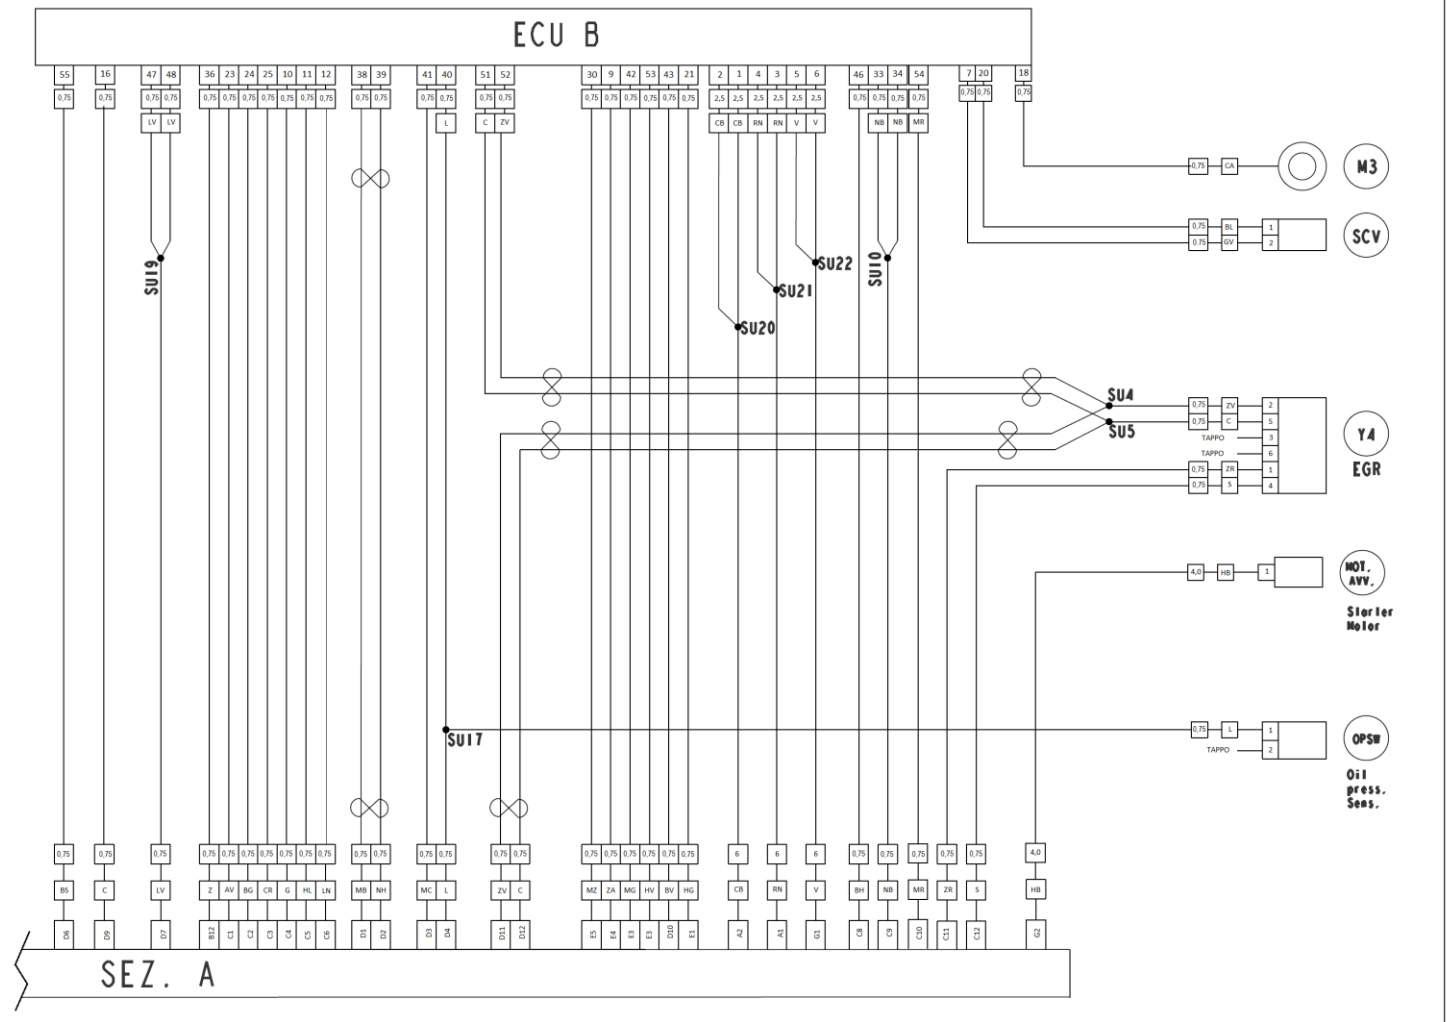 ECU B
55 16 47 48 36 23 24 25 10 11 12 38 39 41 40 51 52 30 9 42 53 43 21 2 1 4 3 5 6 46 33 34 54 7 20 18
0,75 0,75 0,75 0,75 0,75 0,75 0,75 0,75 0,75 0,75 0,75 0,75 0,75 0,75 0,75 0,75 0,75 0,75 0,75 0,75 0,75 0,75 0,75 2,5 2,5 2,5 2,5 2,5 2,5 0,75 0,75 0,75 0,75 0,75 0,75 0,75
LV LV L C ZV CB CB RN RN V V NB NB MR
0,75 CA M3
0,75 BL 1
SCV
0.75 GV 2
SU19
SU22
SU10
SU21
SU20
SU4
0,75 ZV 2
0,75 C 5
SU5
TAPPO 3
Y4
TAPPO 6
0,75 ZR 1
EGR
0,75 S 4
4,0 HB 1
MOT.
AVV.
Starter
Motor
SU17
0,75 L 1
OPSW
TAPPO 2
Oil
press.
Sens.
0,75 0,75 0,75 0,75 0,75 0,75 0,75 0,75 0,75 0,75 0,75 0,75 0,75 0,75 0,75 0,75 0,75 0,75 0,75 0,75 0,75 0,75 6 6 6 0,75 0,75 0,75 0,75 0,75 4,0
BS C LV Z AV BG CR G HL LN MB NH MC L ZV C MZ ZA MG HV BV HG CB RN V BH NB MR ZR S HB
D6 D9 D7 B12 C1 C2 C3 C4 C5 C6 D1 D2 D3 D4 D11 D12 E5 E4 E3 E3 D10 E1 A2 A1 G1 C8 C9 C10 C11 C12 G2
SEZ. A